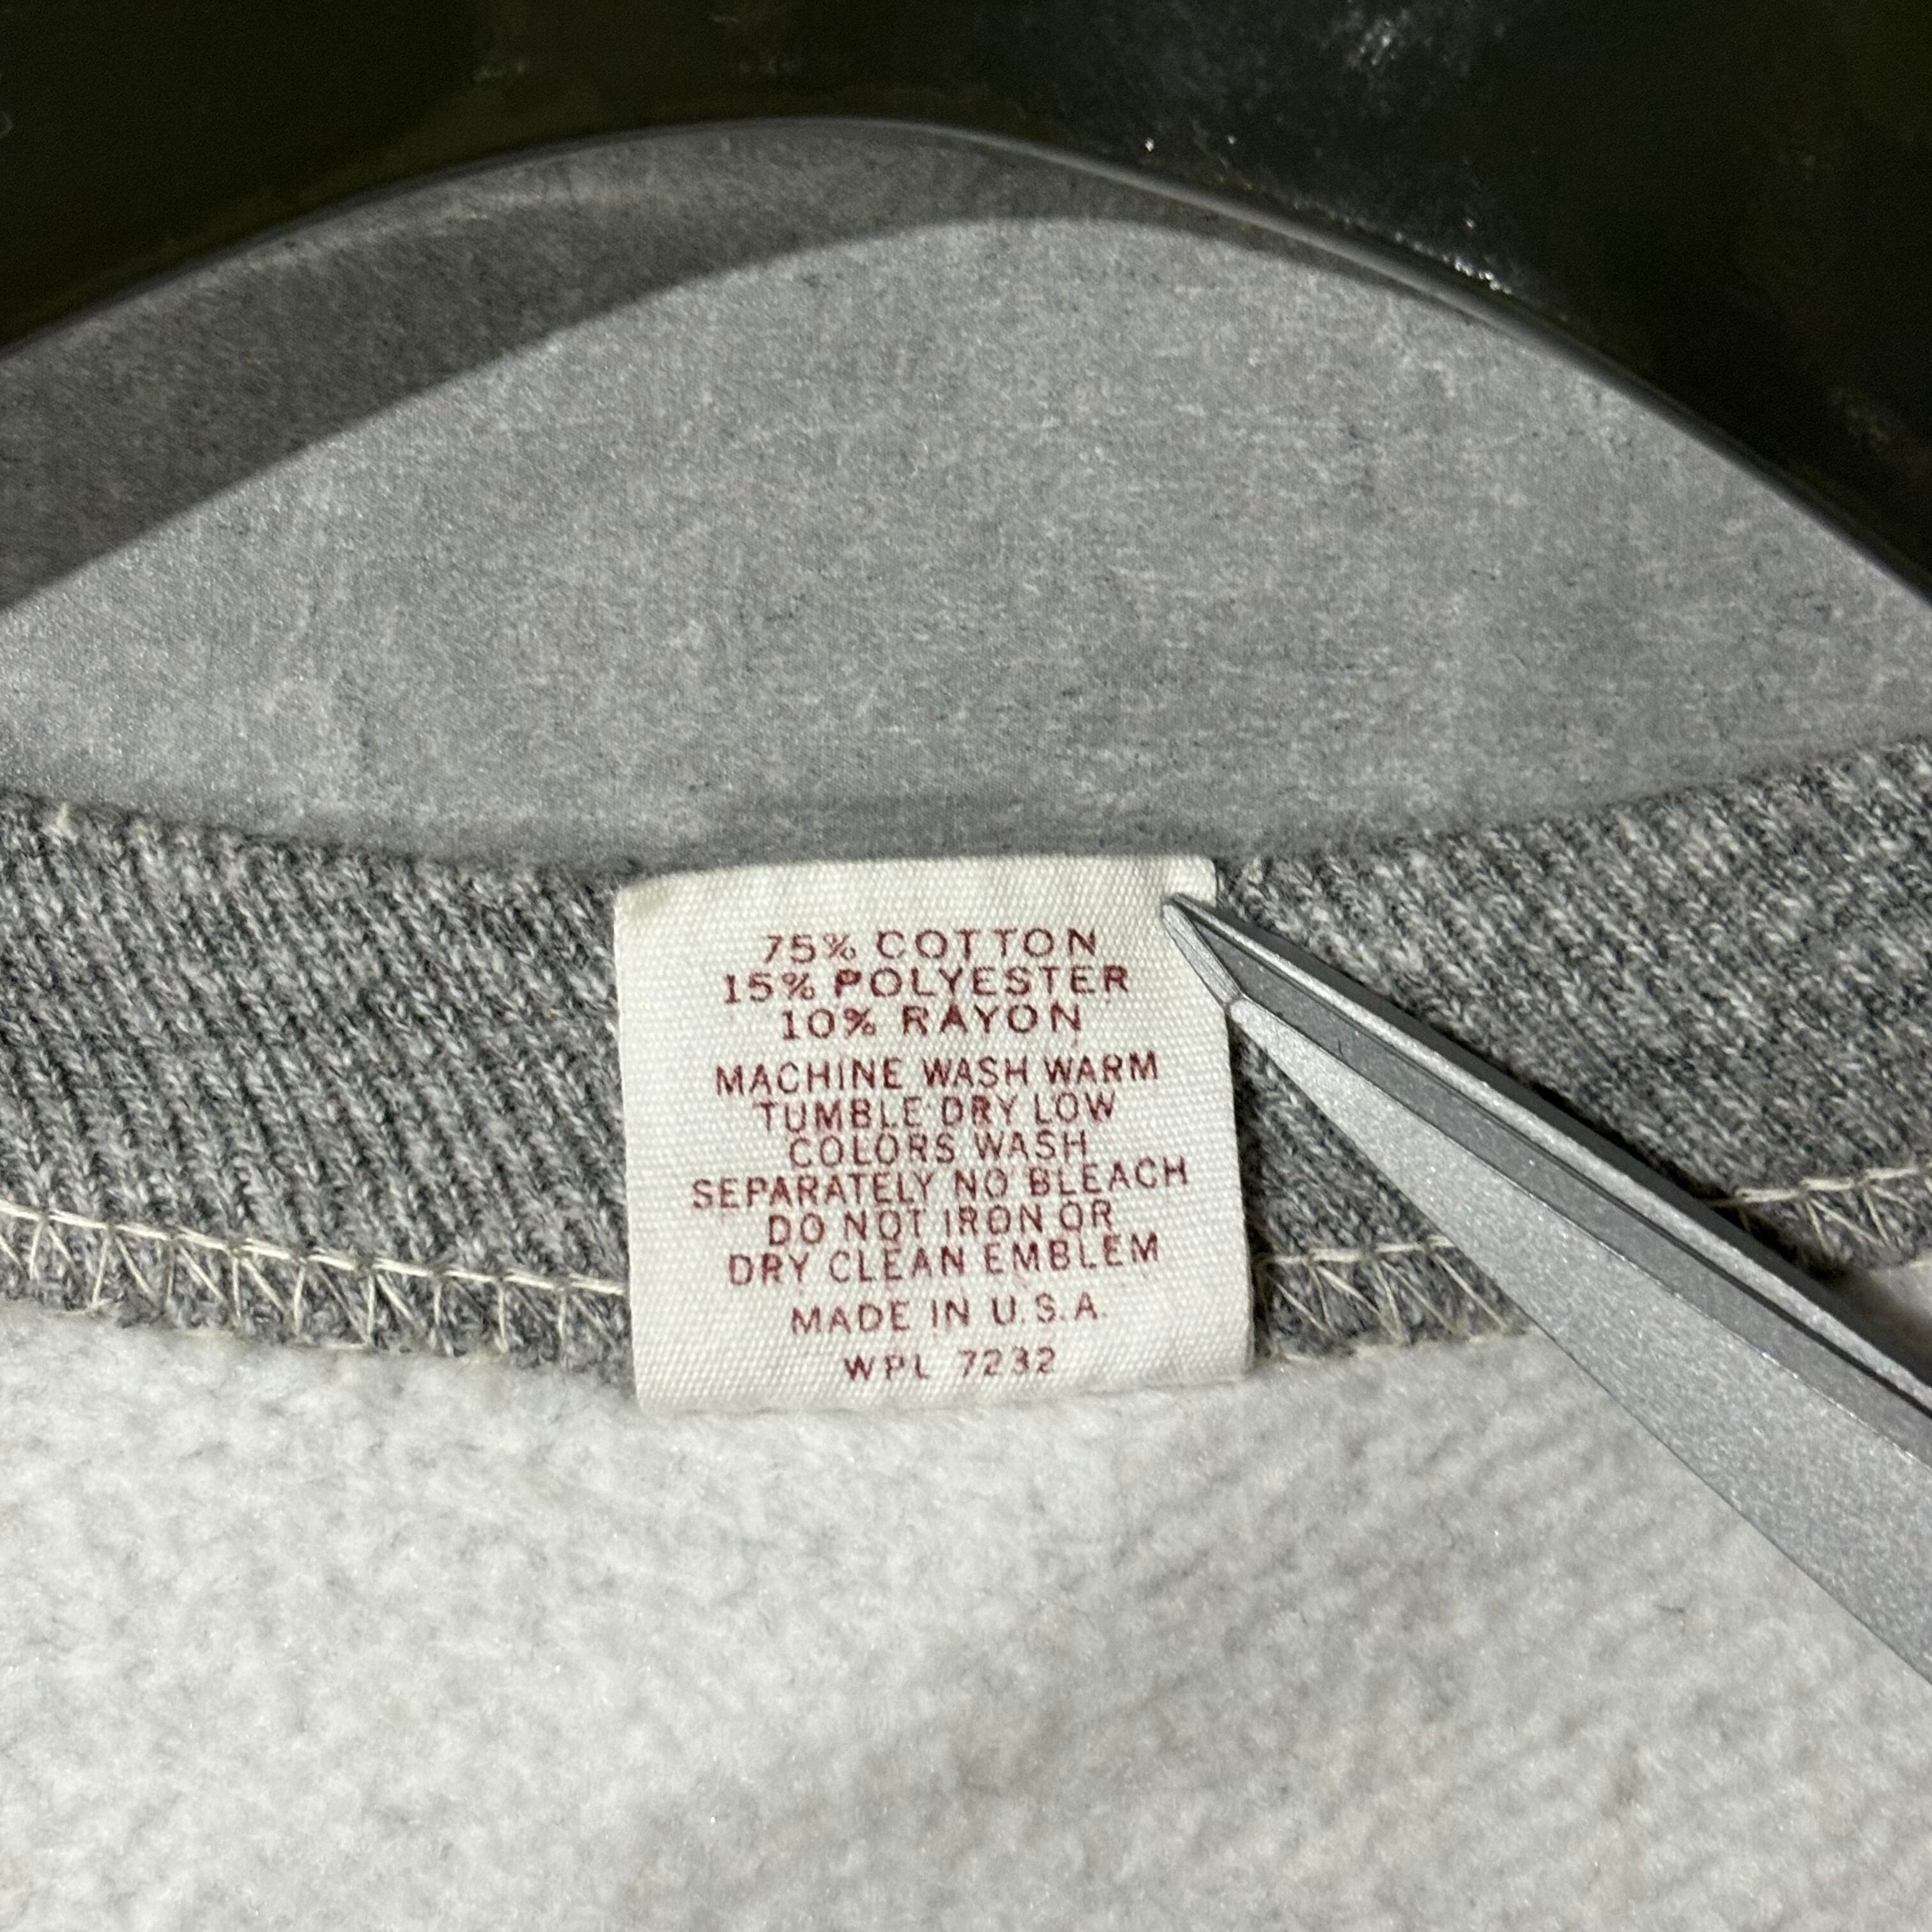 75% COTTON
15% POLYESTER
10% RAYON
MACHINE WASH WARM
TUMBLE DRY LOW
COLORS WASH
SEPARATELY NO BLEACH
DO NOT IRON OR
DRY CLEAN EMBLEM
MADE IN U.S.A.
WPL 7232